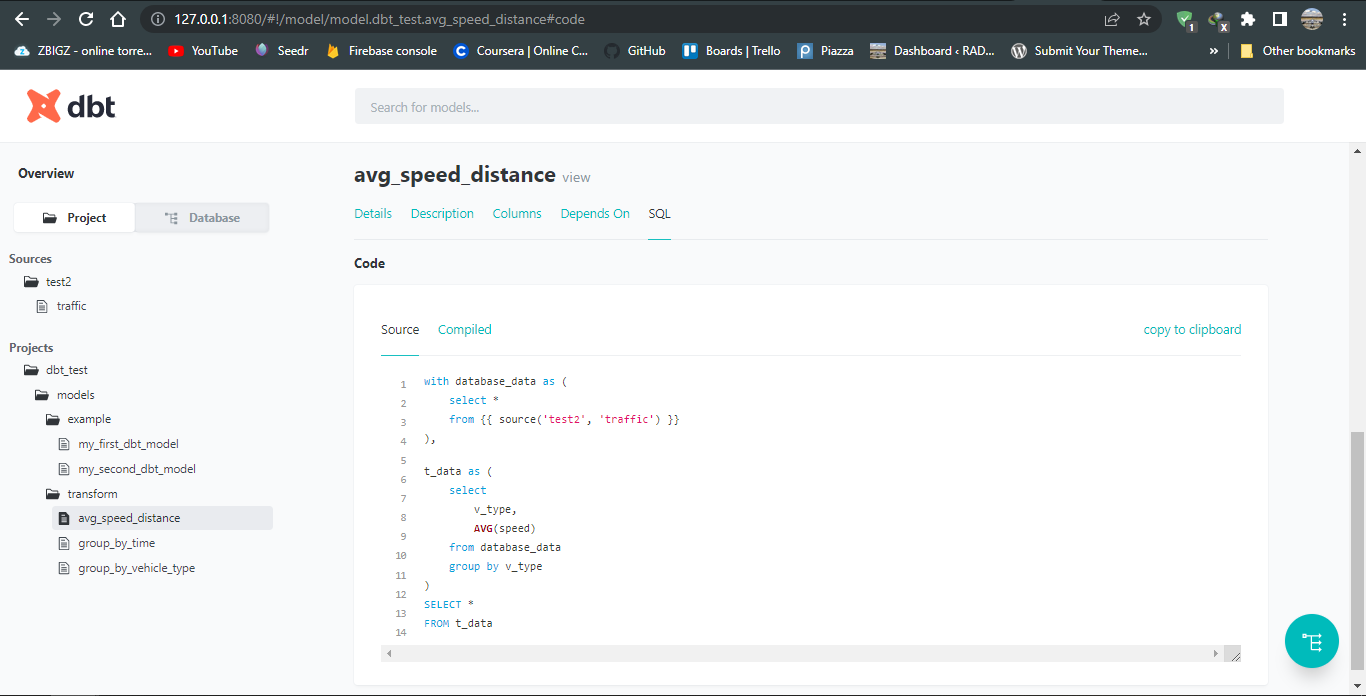 127.0.0.1:8080/#!/model/model.dbt_test.avg_speed_distance#code
1
x
ZBIGZ - online torre... YouTube Seedr Firebase console Coursera | Online C... GitHub Boards | Trello Piazza Dashboard ‹ RAD... Submit Your Theme... » Other bookmarks
dbt
Search for models...
Overview
Project Database
Sources
test2
traffic
Projects
dbt_test
models
example
my_first_dbt_model
my_second_dbt_model
transform
avg_speed_distance
group_by_time
group_by_vehicle_type
avg_speed_distance view
Details Description Columns Depends On SQL
Code
Source Compiled copy to clipboard
1 with database_data as (
2     select *
3     from {{ source('test2', 'traffic') }}
4 ),
5
6 t_data as (
7     select
8         v_type,
9         AVG(speed)
10     from database_data
11     group by v_type
12 )
13 SELECT *
14 FROM t_data